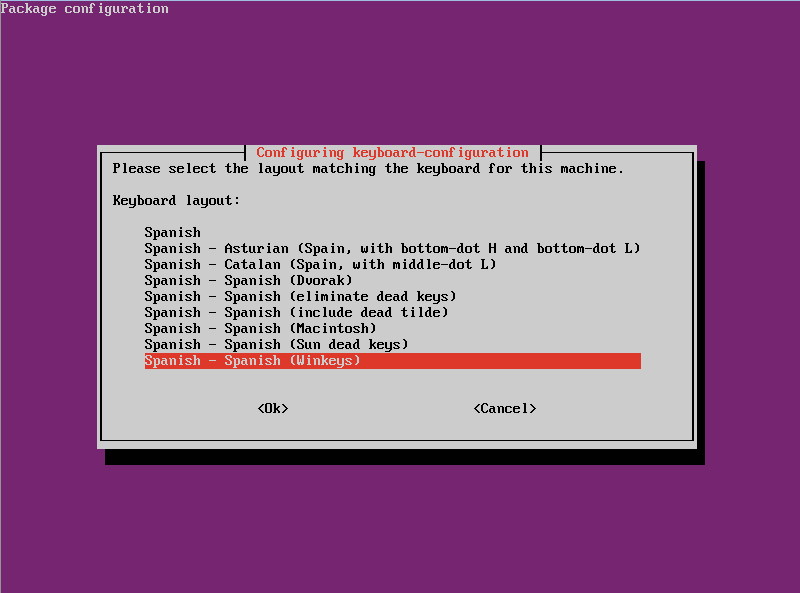 Package configuration
Configuring keyboard-configuration
Please select the layout matching the keyboard for this machine.
Keyboard layout:
Spanish
Spanish - Asturian (Spain, with bottom-dot H and bottom-dot L)
Spanish - Catalan (Spain, with middle-dot L)
Spanish - Spanish (Dvorak)
Spanish - Spanish (eliminate dead keys)
Spanish - Spanish (include dead tilde)
Spanish - Spanish (Macintosh)
Spanish - Spanish (Sun dead keys)
Spanish - Spanish (Winkeys)
<Ok> <Cancel>